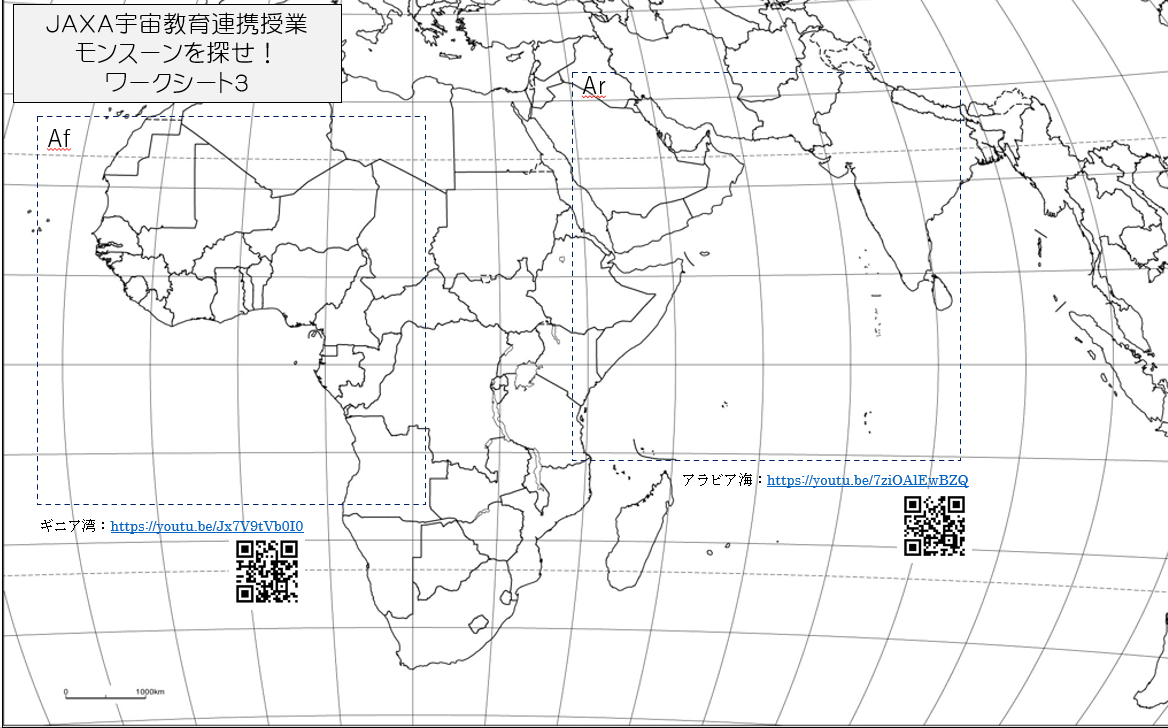 JAXA宇宙教育連携授業
モンスーンを探せ！
ワークシート3
Af
Ar
アラビア海：https://youtu.be/7ziOAlEwBZQ
ギニア湾：https://youtu.be/Jx7V9tVb0I0
0 1000km